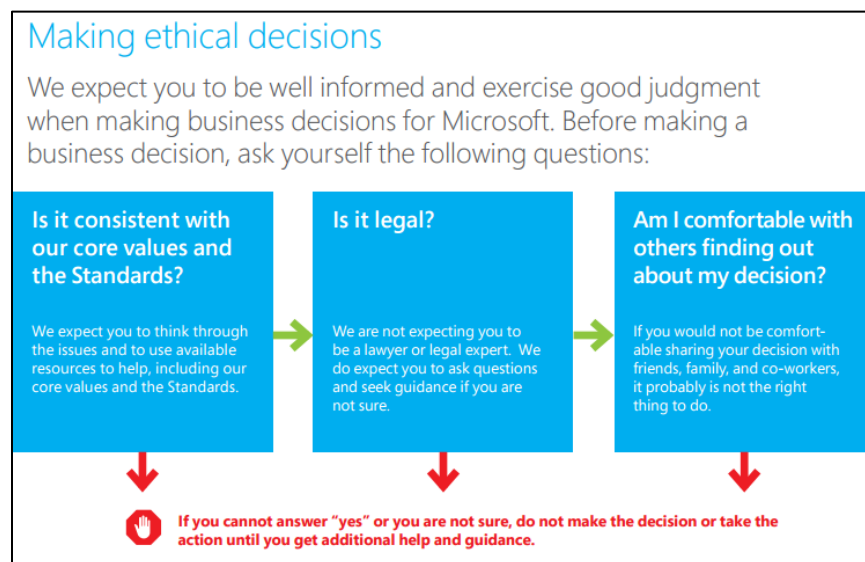 Making ethical decisions
We expect you to be well informed and exercise good judgment
when making business decisions for Microsoft. Before making a
business decision, ask yourself the following questions:
Is it consistent with
our core values and
the Standards?
We expect you to think through
the issues and to use available
resources to help, including our
core values and the Standards.
Is it legal?
We are not expecting you to
be a lawyer or legal expert.  We
do expect you to ask questions
and seek guidance if you are
not sure.
Am I comfortable with
others finding out
about my decision?
If you would not be comfort-
able sharing your decision with
friends, family, and co-workers,
it probably is not the right
thing to do.
If you cannot answer “yes” or you are not sure, do not make the decision or take the
action until you get additional help and guidance.